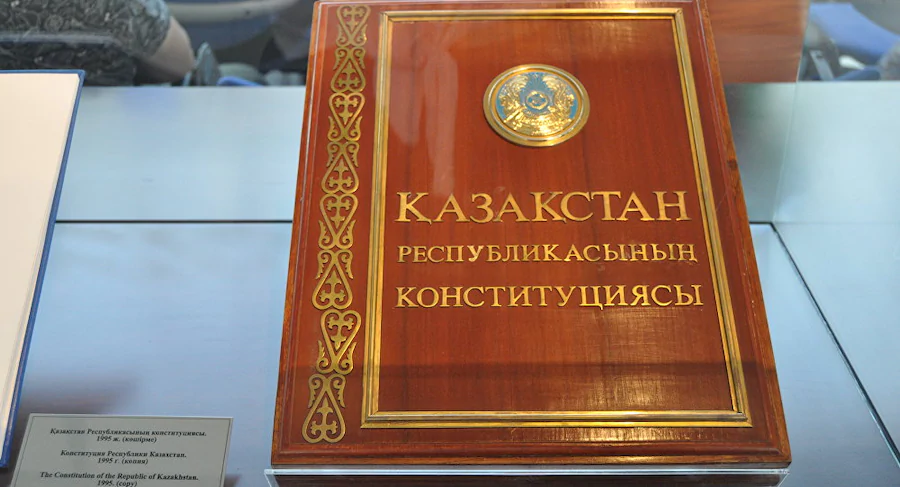 ҚАЗАҚСТАН
РЕСПУБЛИКАСЫНЫҢ
КОНСТИТУЦИЯСЫ
Қазақстан Республикасының конституциясы.
1995 ж. (көшірме)
Конституция Республики Казахстан.
1995 г. (копия)
The Constitution of the Republic of Kazakhstan.
1995. (copy)